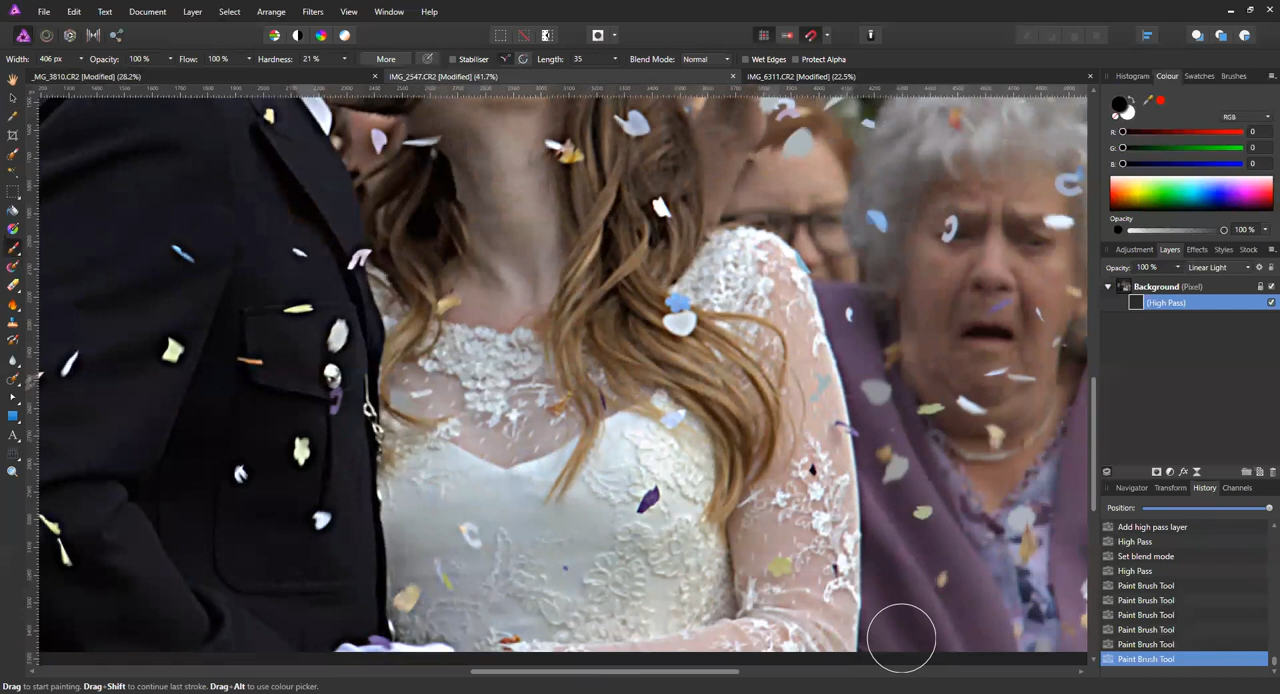 File Edit Text Document Layer Select Arrange Filters View Window Help
Width: 406 px Opacity: 100 % Flow: 100 % Hardness: 21 % More Stabiliser Length: 35 Blend Mode: Normal Wet Edges Protect Alpha
_MG_3810.CR2 [Modified] (28.2%) IMG_2547.CR2 [Modified] (41.7%) IMG_6311.CR2 [Modified] (22.5%)
Histogram Colour Swatches Brushes
RGB
R: 0
G: 0
B: 0
Opacity
100 %
Adjustment Layers Effects Styles Stock
Opacity: 100 % Linear Light
Background (Pixel)
(High Pass)
Navigator Transform History Channels
Position:
Add high pass layer
High Pass
Set blend mode
High Pass
Paint Brush Tool
Paint Brush Tool
Paint Brush Tool
Paint Brush Tool
Paint Brush Tool
Paint Brush Tool
Drag to start painting. Drag+Shift to continue last stroke. Drag+Alt to use colour picker.